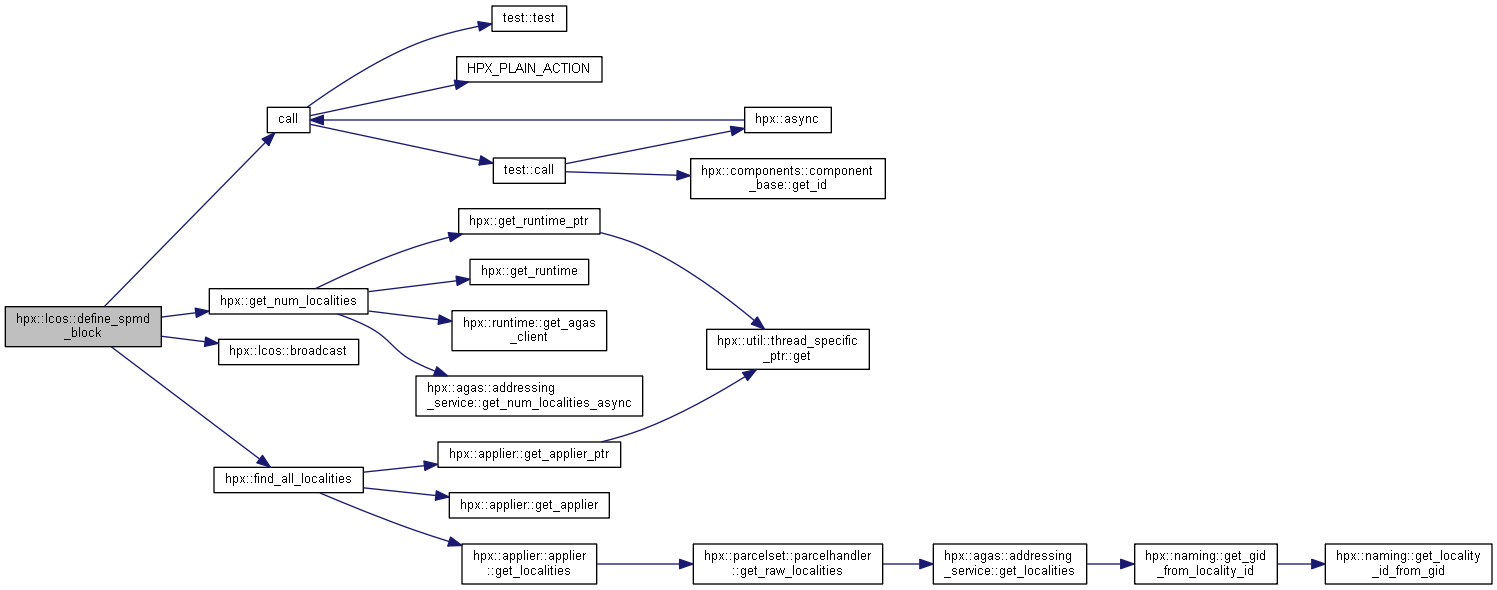 test::test
HPX_PLAIN_ACTION
call
hpx::async
test::call
hpx::components::component
_base::get_id
hpx::get_runtime_ptr
hpx::get_runtime
hpx::get_num_localities
hpx::lcos::define_spmd
_block
hpx::runtime::get_agas
_client
hpx::util::thread_specific
_ptr::get
hpx::lcos::broadcast
hpx::agas::addressing
_service::get_num_localities_async
hpx::applier::get_applier_ptr
hpx::find_all_localities
hpx::applier::get_applier
hpx::applier::applier
::get_localities
hpx::parcelset::parcelhandler
::get_raw_localities
hpx::agas::addressing
_service::get_localities
hpx::naming::get_gid
_from_locality_id
hpx::naming::get_locality
_id_from_gid